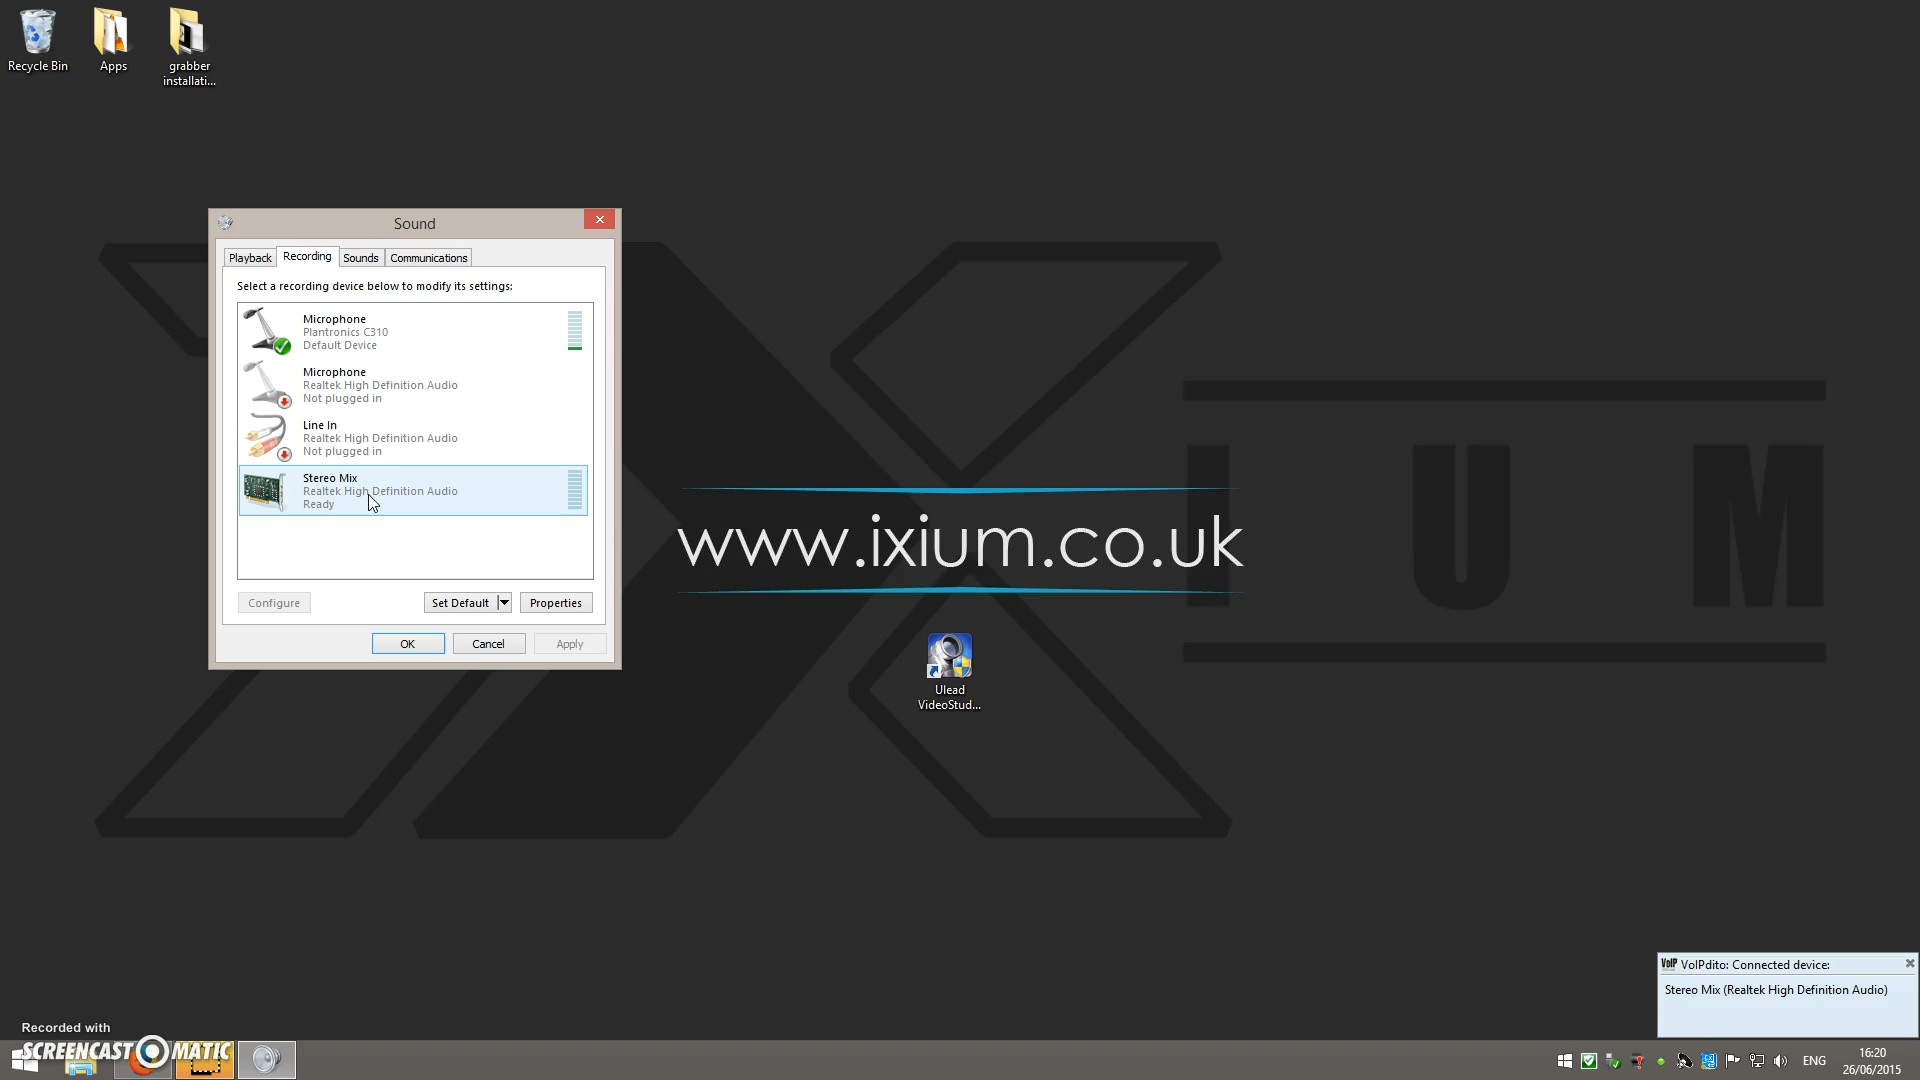 Recycle Bin
Apps
grabber
installati...
Sound
Playback
Recording
Sounds
Communications
Select a recording device below to modify its settings:
Microphone
Plantronics C310
Default Device
Microphone
Realtek High Definition Audio
Not plugged in
Line In
Realtek High Definition Audio
Not plugged in
Stereo Mix
Realtek High Definition Audio
Ready
Configure
Set Default
Properties
OK
Cancel
Apply
www.ixium.co.uk
IUM
Ulead
VideoStud...
VoIP VoIPdito: Connected device:
Stereo Mix (Realtek High Definition Audio)
Recorded with
SCREENCAST-O-MATIC
ENG
16:20
26/06/2015